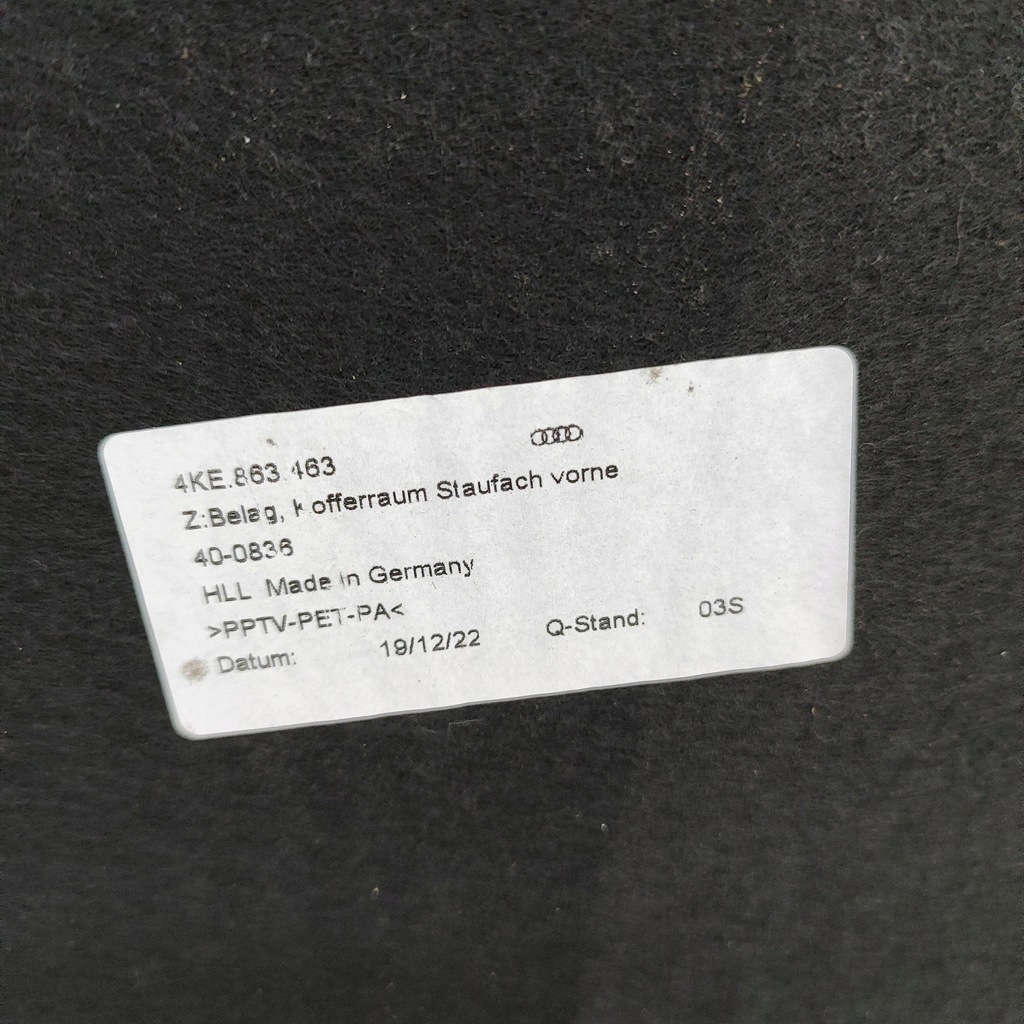 4KE.863.463
Z:Belag, Kofferraum Staufach vorne
40-0836
HLL Made in Germany
>PPTV-PET-PA<
Datum: 19/12/22 Q-Stand: 03S